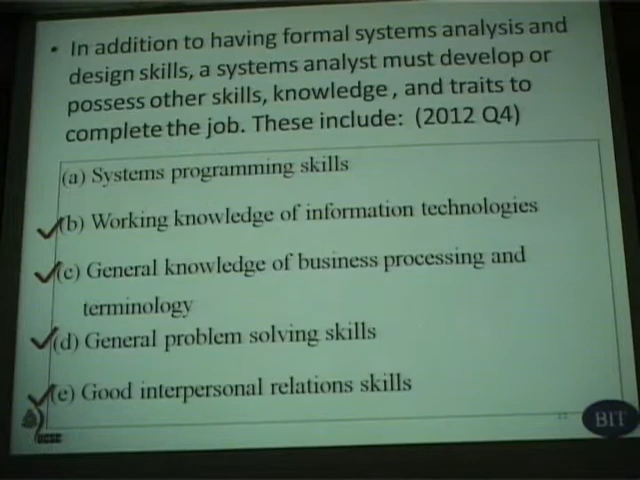 • In addition to having formal systems analysis and
design skills, a systems analyst must develop or
possess other skills, knowledge , and traits to
complete the job. These include: (2012 Q4)
(a) Systems programming skills
(b) Working knowledge of information technologies
(c) General knowledge of business processing and
terminology
(d) General problem solving skills
(e) Good interpersonal relations skills
BIT